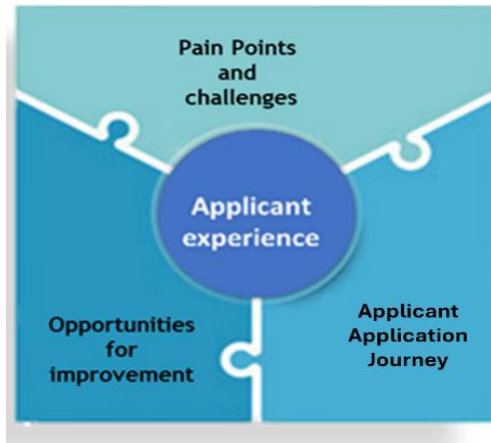 Pain Points
and
challenges
Applicant
experience
Opportunities
for
improvement
Applicant
Application
Journey